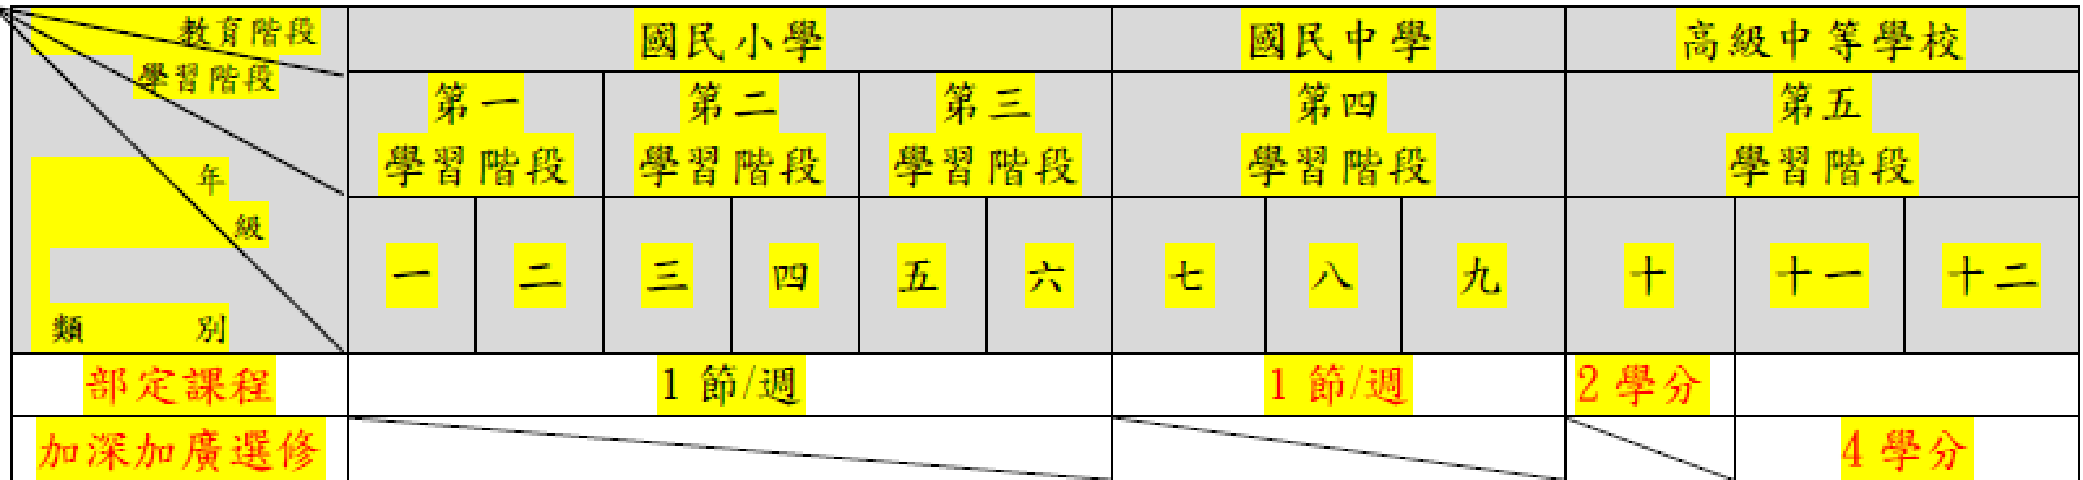 教育階段
學習階段
年
級
類 別
國民小學 國民中學 高級中等學校
第一 第二 第三 第四 第五
學習階段 學習階段 學習階段 學習階段 學習階段
一 二 三 四 五 六 七 八 九 十 十一 十二
部定課程 1 節/週 1 節/週 2 學分
加深加廣選修 4 學分